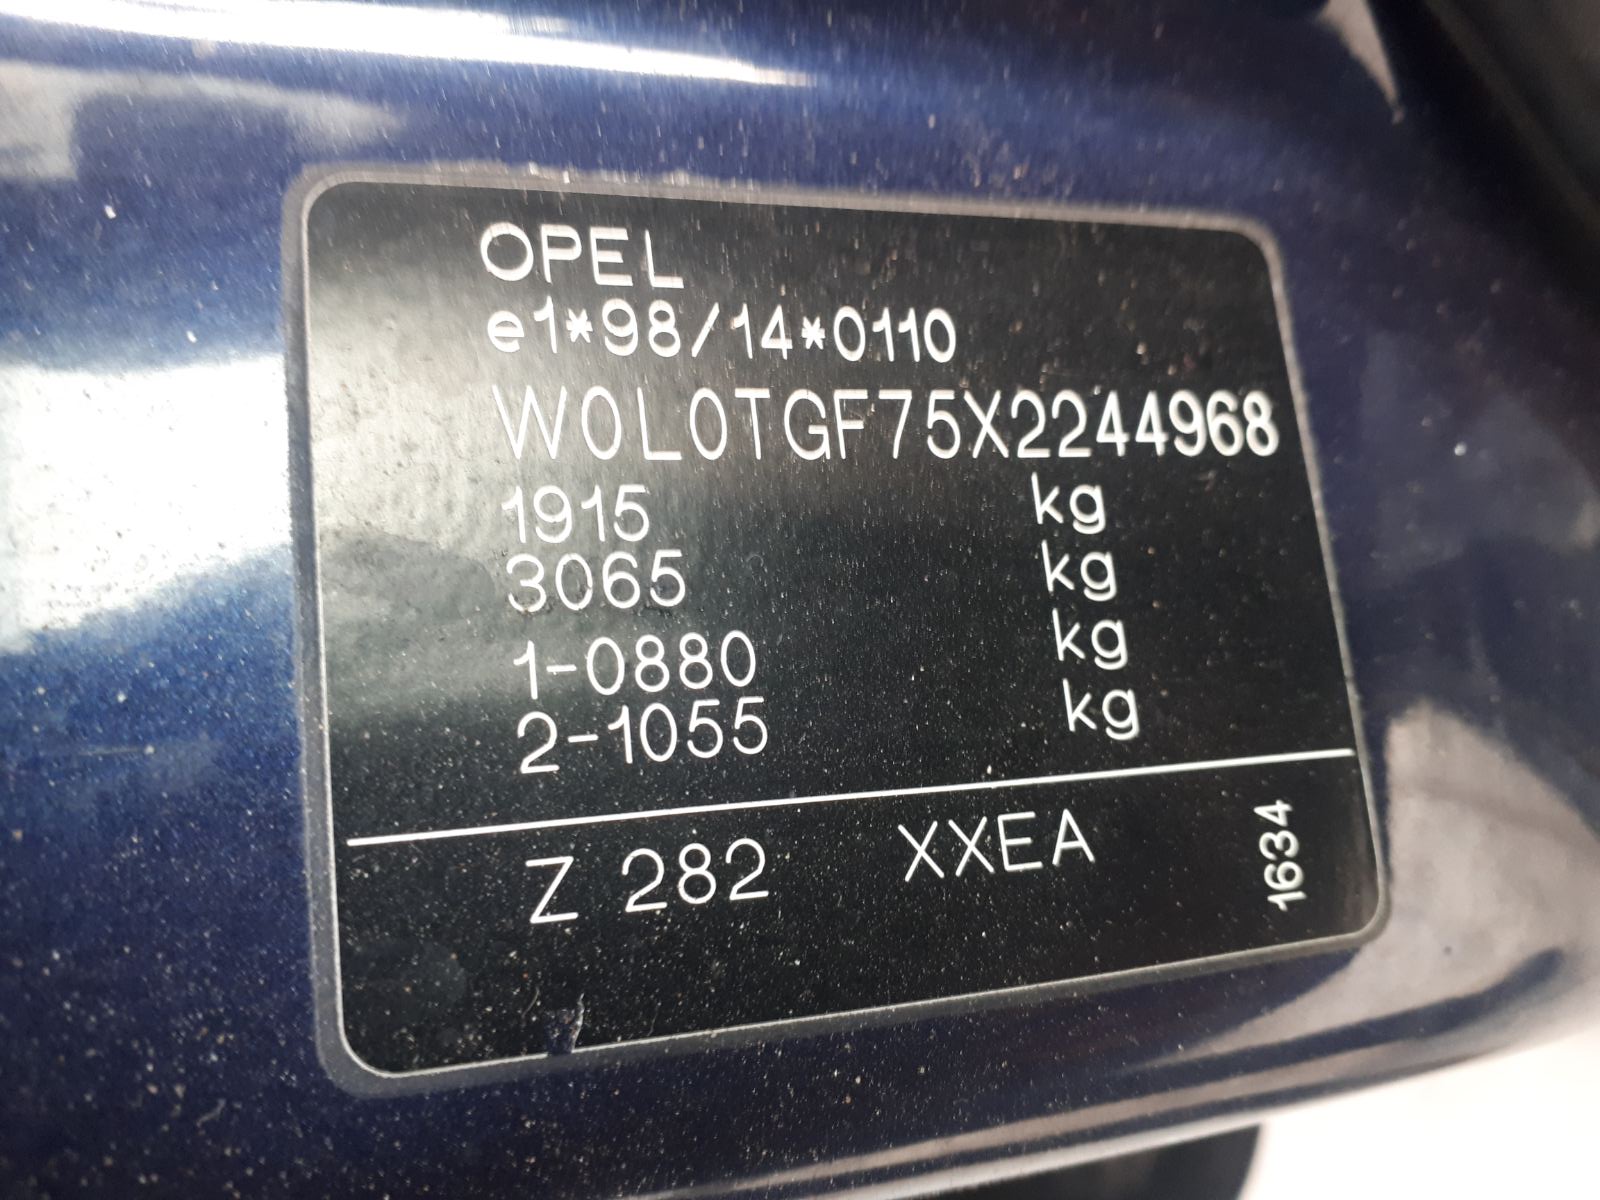 OPEL
e1*98/14*0110
W0L0TGF75X2244968
1915 kg
3065 kg
1-0880 kg
2-1055 kg
Z 282 XXEA 1634